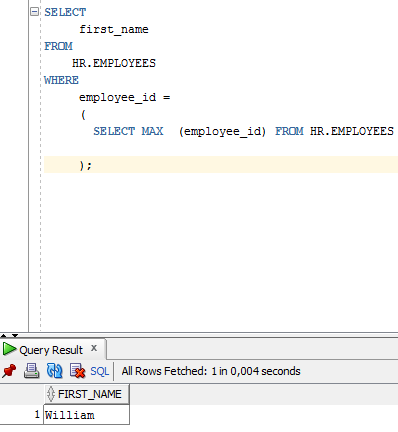 SELECT
first_name
FROM
HR.EMPLOYEES
WHERE
employee_id =
(
SELECT MAX (employee_id) FROM HR.EMPLOYEES
);
Query Result x
SQL | All Rows Fetched: 1 in 0,004 seconds
FIRST_NAME
1 William